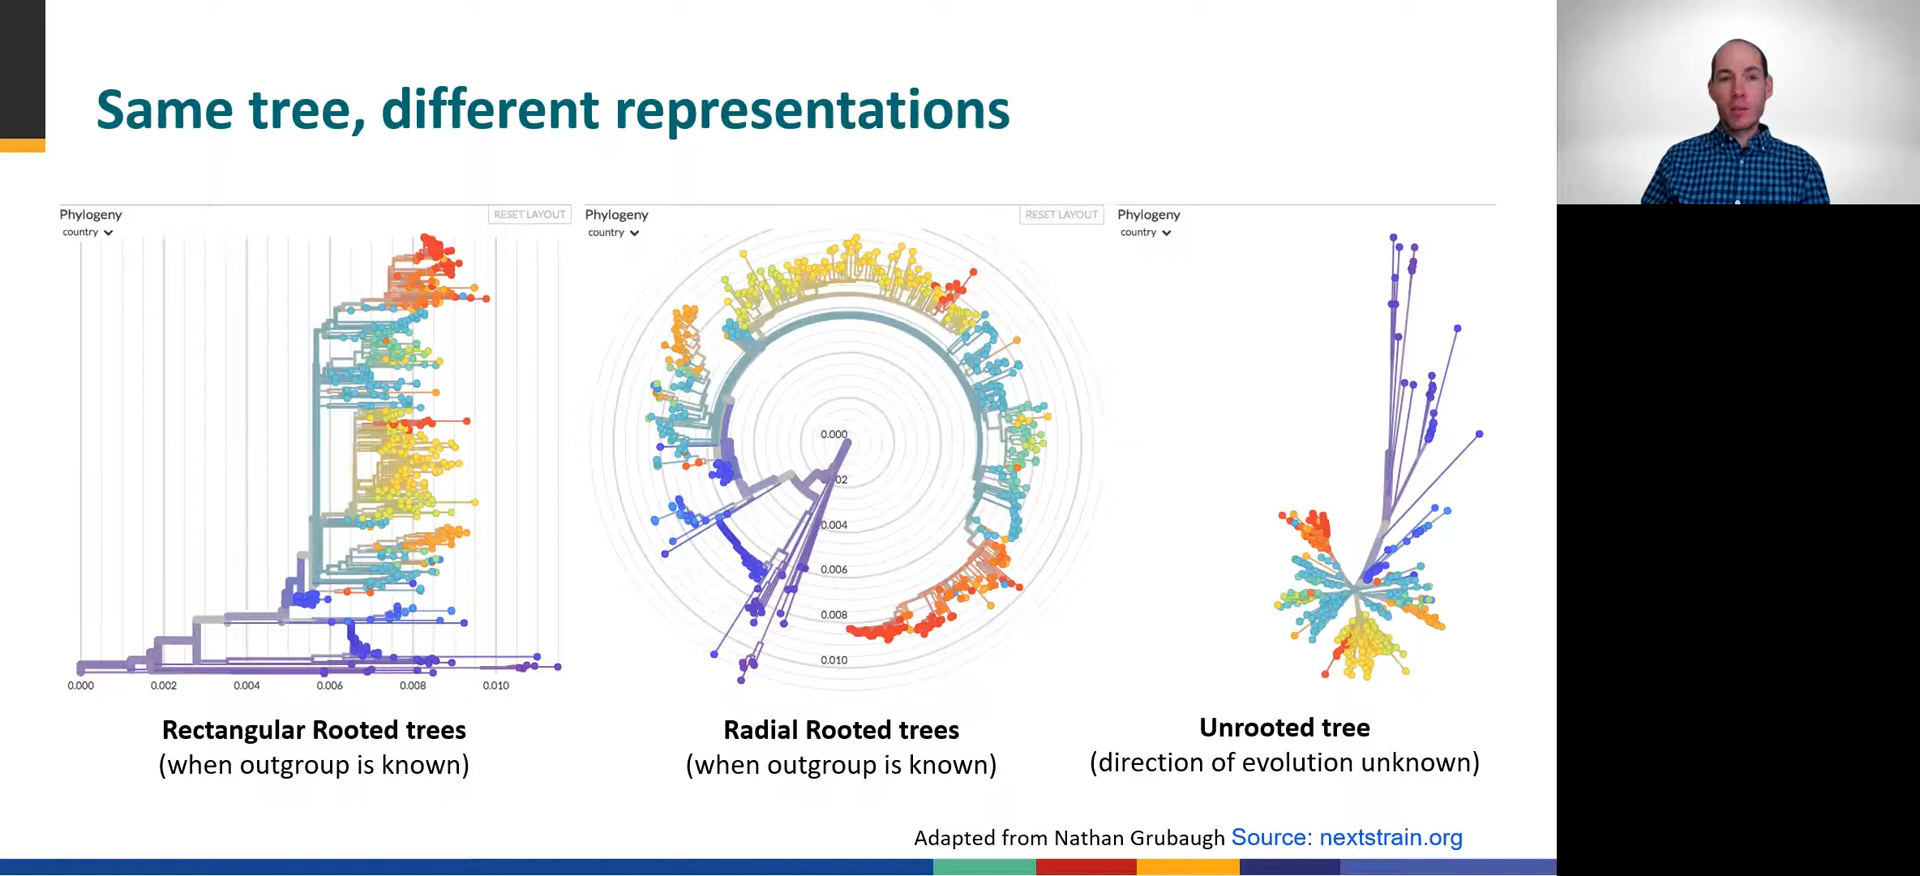 Same tree, different representations
Phylogeny
country
RESET LAYOUT
0.000
0.002
0.004
0.006
0.008
0.010
Rectangular Rooted trees
(when outgroup is known)
Phylogeny
country
RESET LAYOUT
0.000
02
0.004
0.006
0.008
0.010
Radial Rooted trees
(when outgroup is known)
Phylogeny
country
Unrooted tree
(direction of evolution unknown)
Adapted from Nathan Grubaugh Source: nextstrain.org